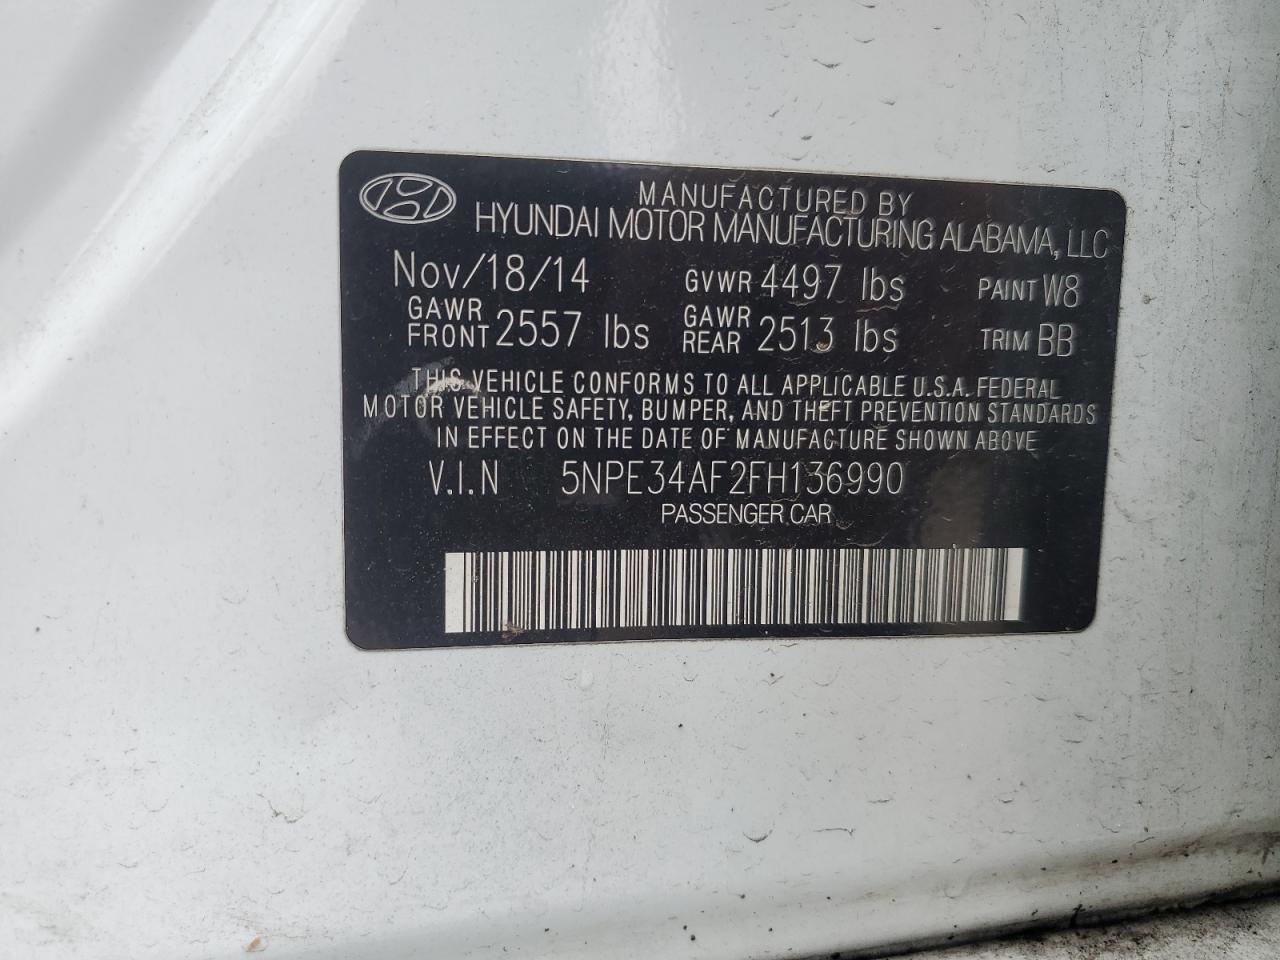 MANUFACTURED BY
HYUNDAI MOTOR MANUFACTURING ALABAMA, LLC
Nov/18/14 GVWR 4497 lbs PAINT W8
GAWR FRONT 2557 lbs GAWR REAR 2513 lbs TRIM BB
THIS VEHICLE CONFORMS TO ALL APPLICABLE U.S.A. FEDERAL
MOTOR VEHICLE SAFETY, BUMPER, AND THEFT PREVENTION STANDARDS
IN EFFECT ON THE DATE OF MANUFACTURE SHOWN ABOVE
V.I.N 5NPE34AF2FH136990
PASSENGER CAR